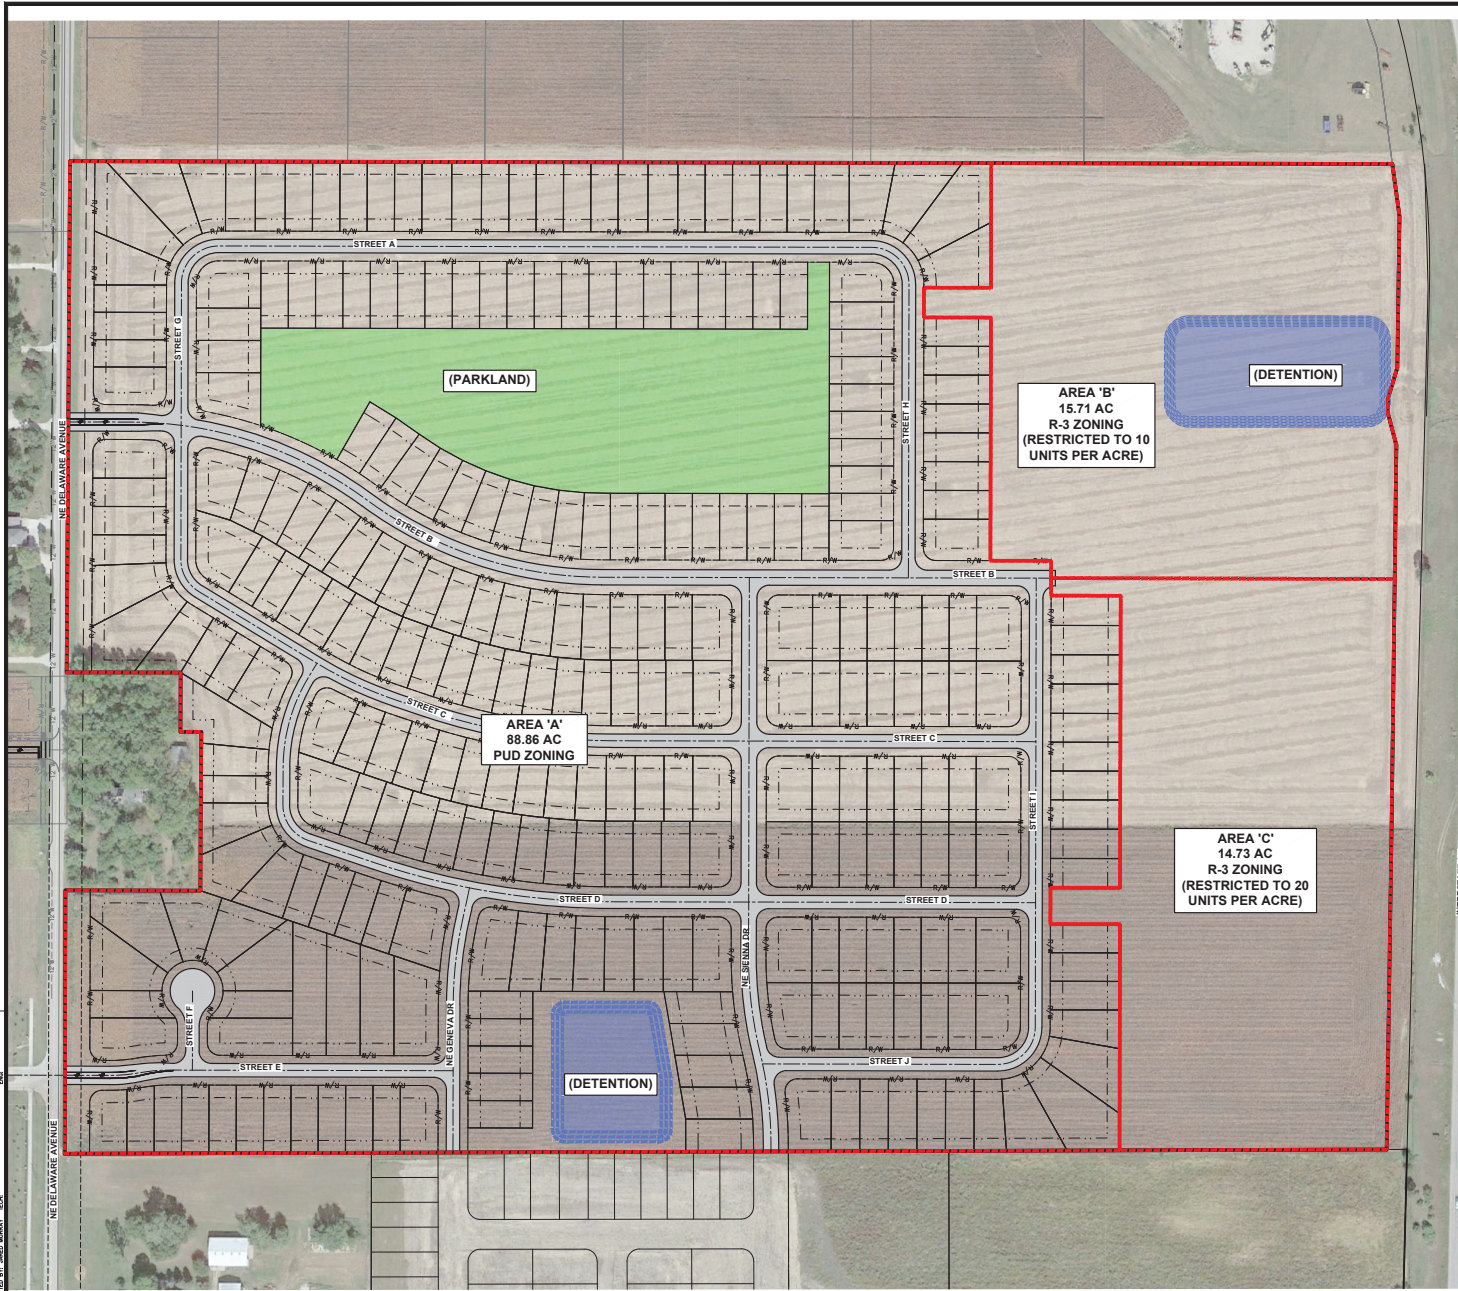 STREET A
STREET G
(PARKLAND)
STREET H
AREA 'B'
15.71 AC
R-3 ZONING
(RESTRICTED TO 10
UNITS PER ACRE)
(DETENTION)
NE DELAWARE AVENUE
STREET B
STREET B
STREET C
AREA 'A'
88.86 AC
PUD ZONING
STREET C
STREET I
AREA 'C'
14.73 AC
R-3 ZONING
(RESTRICTED TO 20
UNITS PER ACRE)
STREET D
STREET D
NE SIENNA DR
STREET F
NE GENEVA DR
STREET E
(DETENTION)
STREET J
NE DELAWARE AVENUE
R/W
R/W
R/W
R/W
R/W
R/W
R/W
R/W
R/W
R/W
R/W
R/W